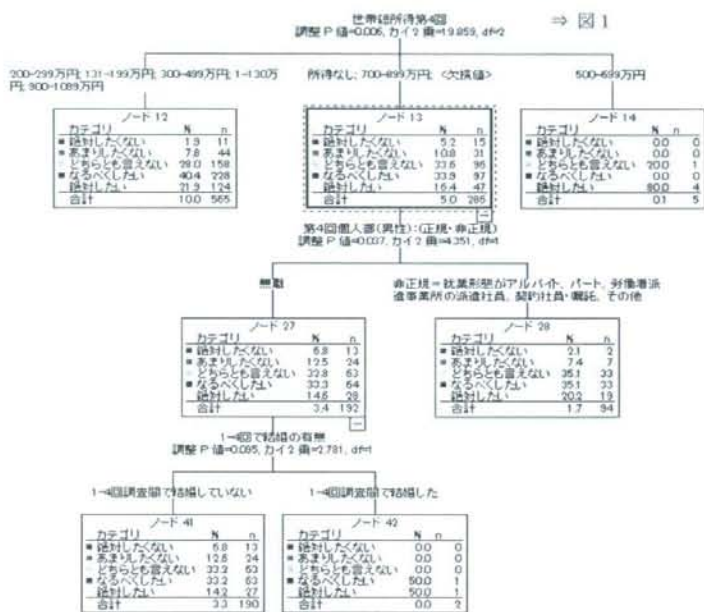 世帯総所得第4回
⇒ 図1
調整 P 値=0.006, カイ2乗=19.859, df=2
200-299万円; 131-199万円; 300-499万円; 1-130万
円; 900-1089万円
所得なし; 700-899万円; <欠損値>
500-699万円
ノード 12
カテゴリ % n
絶対したくない 1.9 11
あまりしたくない 7.8 44
どちらとも言えない 28.0 158
なるべくしたい 40.4 228
絶対したい 21.9 124
合計 10.0 565
ノード 13
カテゴリ % n
絶対したくない 5.2 15
あまりしたくない 10.8 31
どちらとも言えない 33.6 96
なるべくしたい 33.9 97
絶対したい 16.4 47
合計 5.0 286
ノード 14
カテゴリ % n
絶対したくない 0.0 0
あまりしたくない 0.0 0
どちらとも言えない 20.0 1
なるべくしたい 0.0 0
絶対したい 80.0 4
合計 0.1 5
第4回個人票(男性):(正規・非正規)
調整 P 値=0.037, カイ2乗=4.351, df=1
無職
非正規=就業形態がアルバイト、パート、労働者派
遣事業所の派遣社員、契約社員・嘱託、その他
ノード 27
カテゴリ % n
絶対したくない 6.8 13
あまりしたくない 12.5 24
どちらとも言えない 32.8 63
なるべくしたい 33.3 64
絶対したい 14.6 28
合計 3.4 192
ノード 28
カテゴリ % n
絶対したくない 2.1 2
あまりしたくない 7.4 7
どちらとも言えない 35.1 33
なるべくしたい 35.1 33
絶対したい 20.2 19
合計 1.7 94
1-4回で結婚の有無
調整 P 値=0.095, カイ2乗=2.781, df=1
1-4回調査間で結婚していない
1-4回調査間で結婚した
ノード 41
カテゴリ % n
絶対したくない 6.8 13
あまりしたくない 12.6 24
どちらとも言えない 33.2 63
なるべくしたい 33.2 63
絶対したい 14.2 27
合計 3.3 190
ノード 42
カテゴリ % n
絶対したくない 0.0 0
あまりしたくない 0.0 0
どちらとも言えない 0.0 0
なるべくしたい 50.0 1
絶対したい 50.0 1
合計 0.0 2